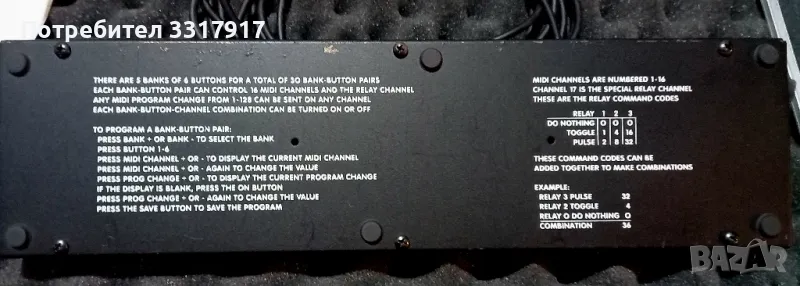 Потребител 3317917
THERE ARE 5 BANKS OF 6 BUTTONS FOR A TOTAL OF 30 BANK-BUTTON PAIRS
EACH BANK-BUTTON PAIR CAN CONTROL 16 MIDI CHANNELS AND THE RELAY CHANNEL
ANY MIDI PROGRAM CHANGE FROM 1-128 CAN BE SENT ON ANY CHANNEL
EACH BANK-BUTTON-CHANNEL COMBINATION CAN BE TURNED ON OR OFF
TO PROGRAM A BANK-BUTTON PAIR:
PRESS BANK + OR BANK - TO SELECT THE BANK
PRESS BUTTON 1-6
PRESS MIDI CHANNEL + OR - TO DISPLAY THE CURRENT MIDI CHANNEL
PRESS MIDI CHANNEL + OR - AGAIN TO CHANGE THE VALUE
PRESS PROG CHANGE + OR - TO DISPLAY THE CURRENT PROGRAM CHANGE
IF THE DISPLAY IS BLANK, PRESS THE ON BUTTON
PRESS PROG CHANGE + OR - AGAIN TO CHANGE THE VALUE
PRESS THE SAVE BUTTON TO SAVE THE PROGRAM
MIDI CHANNELS ARE NUMBERED 1-16
CHANNEL 17 IS THE SPECIAL RELAY CHANNEL
THESE ARE THE RELAY COMMAND CODES
RELAY 1 2 3
DO NOTHING 0 0 0
TOGGLE 1 4 16
PULSE 2 8 32
THESE COMMAND CODES CAN BE
ADDED TOGETHER TO MAKE COMBINATIONS
EXAMPLE:
RELAY 3 PULSE 32
RELAY 2 TOGGLE 4
RELAY 0 DO NOTHING 0
COMBINATION 36
BAZAR